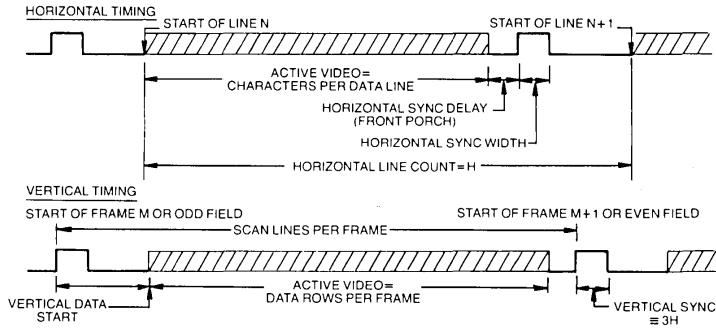 HORIZONTAL TIMING
START OF LINE N
START OF LINE N+1
ACTIVE VIDEO=
CHARACTERS PER DATA LINE
HORIZONTAL SYNC DELAY
(FRONT PORCH)
HORIZONTAL SYNC WIDTH
HORIZONTAL LINE COUNT=H
VERTICAL TIMING
START OF FRAME M OR ODD FIELD
START OF FRAME M+1 OR EVEN FIELD
SCAN LINES PER FRAME
VERTICAL DATA
START
ACTIVE VIDEO=
DATA ROWS PER FRAME
VERTICAL SYNC
≡ 3H